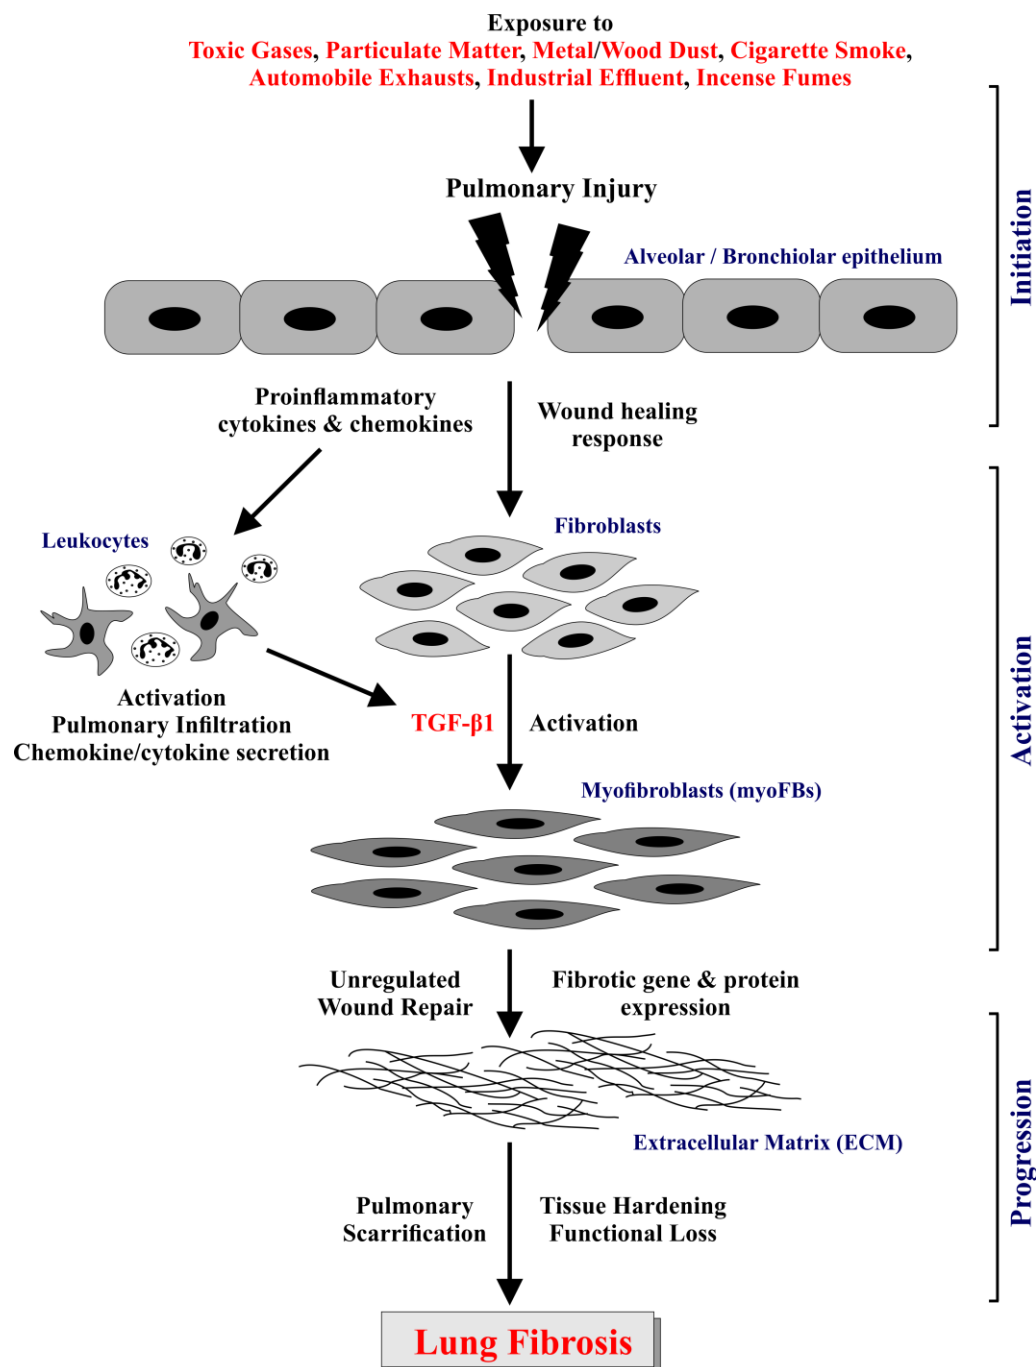 Exposure to
Toxic Gases, Particulate Matter, Metal/Wood Dust, Cigarette Smoke,
Automobile Exhausts, Industrial Effluent, Incense Fumes
Pulmonary Injury
Alveolar / Bronchiolar epithelium
Initiation
Proinflammatory
cytokines & chemokines
Wound healing
response
Leukocytes
Fibroblasts
Activation
Pulmonary Infiltration
Chemokine/cytokine secretion
TGF-β1
Activation
Myofibroblasts (myoFBs)
Activation
Unregulated
Wound Repair
Fibrotic gene & protein
expression
Extracellular Matrix (ECM)
Pulmonary
Scarrification
Tissue Hardening
Functional Loss
Progression
Lung Fibrosis